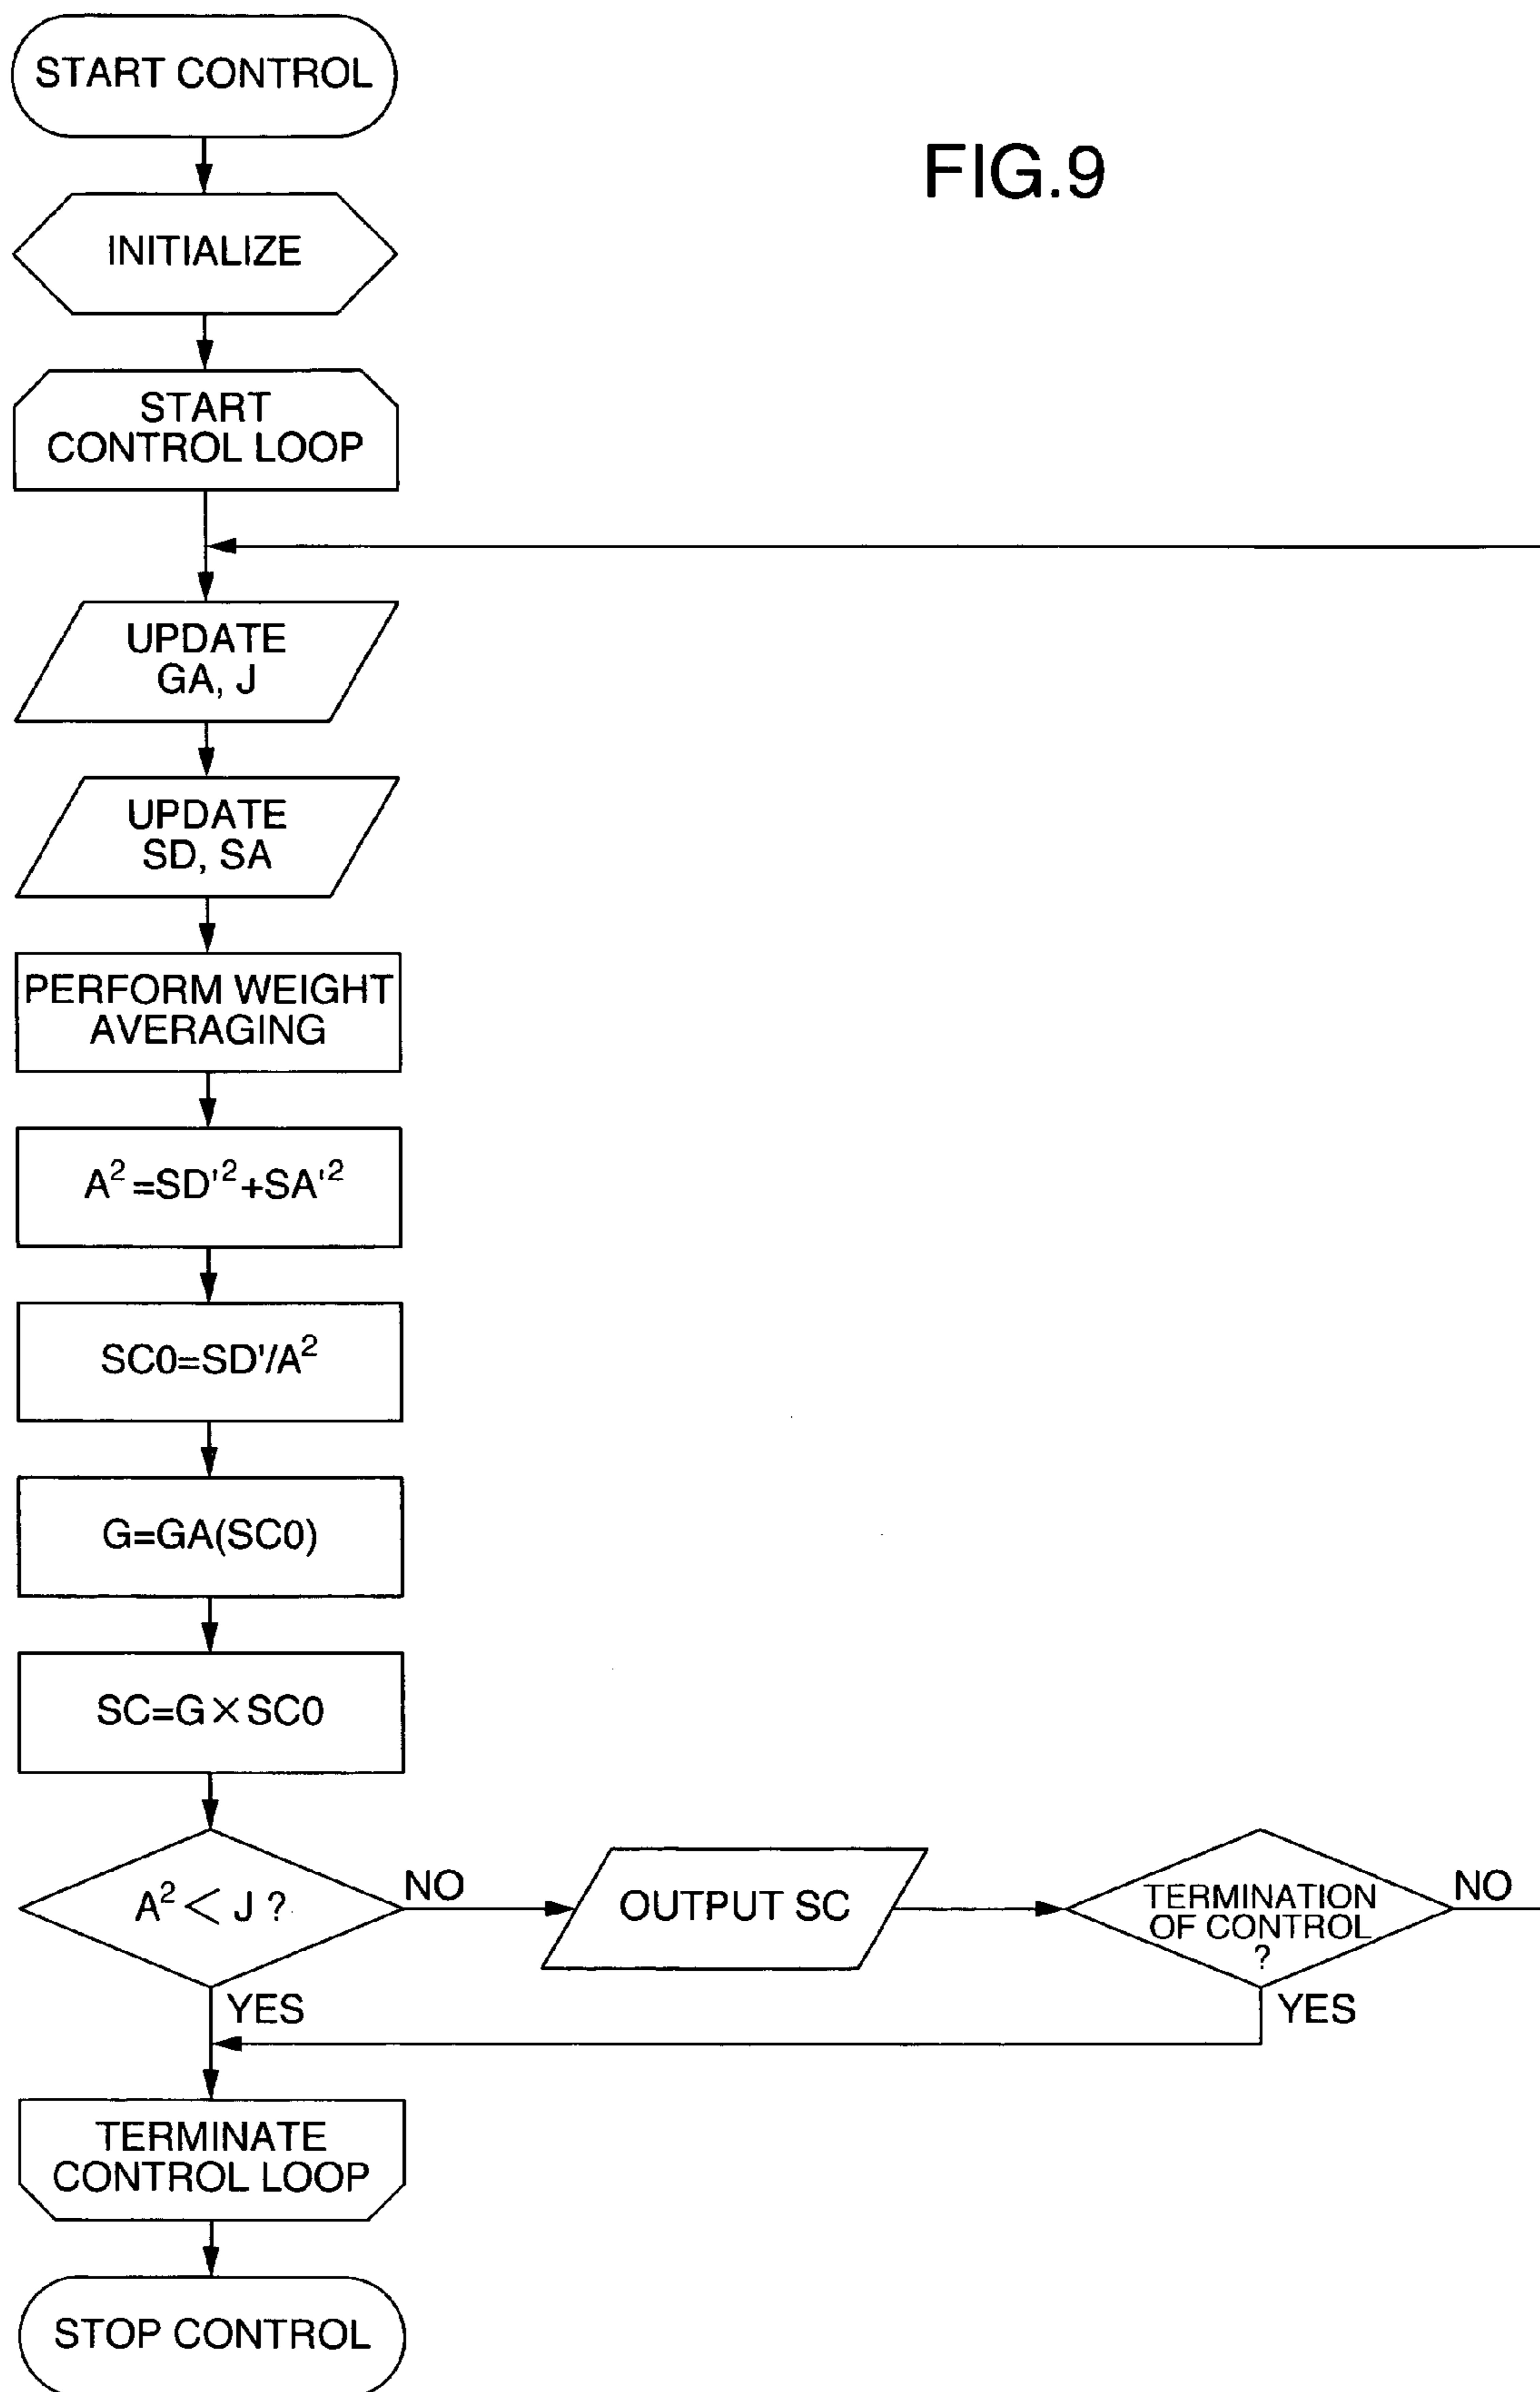 START CONTROL
FIG.9
INITIALIZE
START
CONTROL LOOP
UPDATE
GA, J
UPDATE
SD, SA
PERFORM WEIGHT
AVERAGING
A²=SD'²+SA'²
SC0=SD'/A²
G=GA(SC0)
SC=G×SC0
A²<J ?
NO
OUTPUT SC
TERMINATION
OF CONTROL
?
NO
YES
YES
TERMINATE
CONTROL LOOP
STOP CONTROL